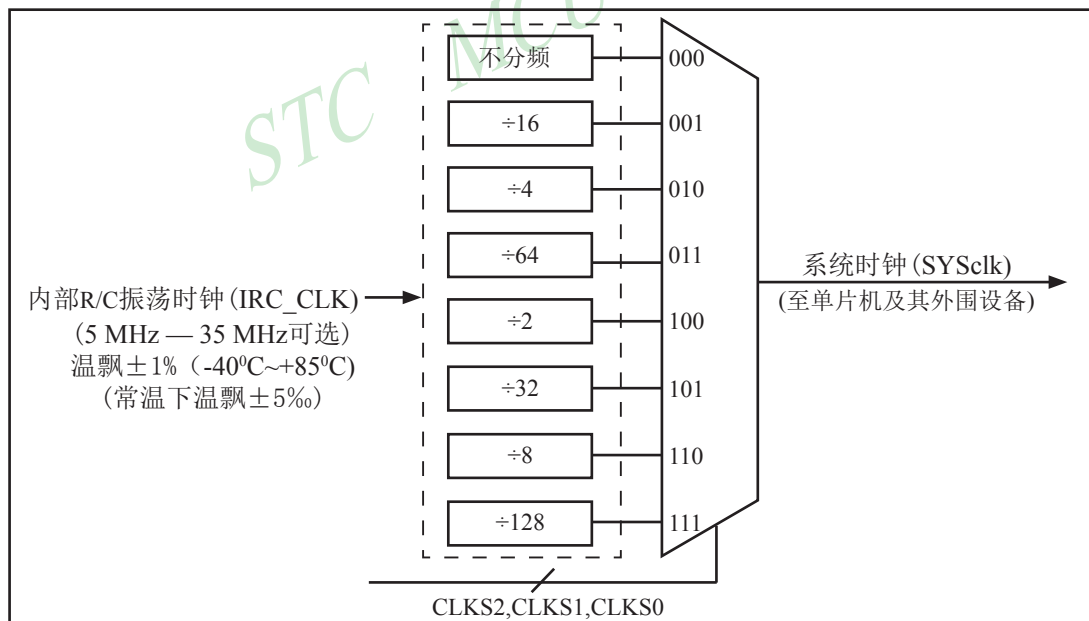 STC MCU
不分频
000
÷16
001
÷4
010
÷64
011
÷2
100
÷32
101
÷8
110
÷128
111
内部R/C振荡时钟(IRC_CLK)
(5 MHz — 35 MHz可选)
温飘±1%（-40⁰C~+85⁰C)
(常温下温飘±5‰)
系统时钟(SYSclk)
(至单片机及其外围设备)
CLKS2,CLKS1,CLKS0